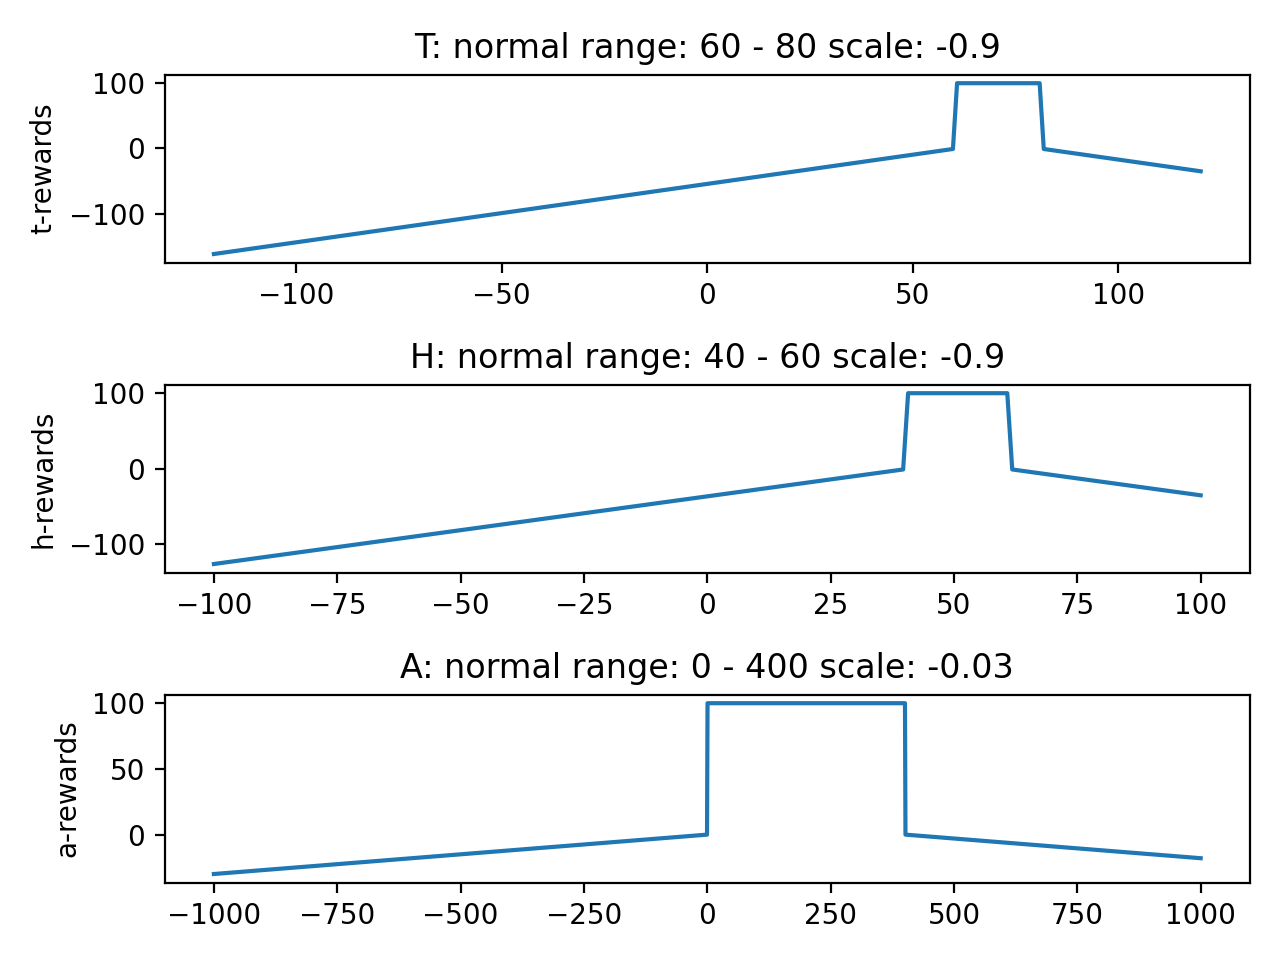 T: normal range: 60 - 80 scale: -0.9
t-rewards
100
0
−100
−100 −50 0 50 100
H: normal range: 40 - 60 scale: -0.9
h-rewards
100
0
−100
−100 −75 −50 −25 0 25 50 75 100
A: normal range: 0 - 400 scale: -0.03
a-rewards
100
50
0
−1000 −750 −500 −250 0 250 500 750 1000